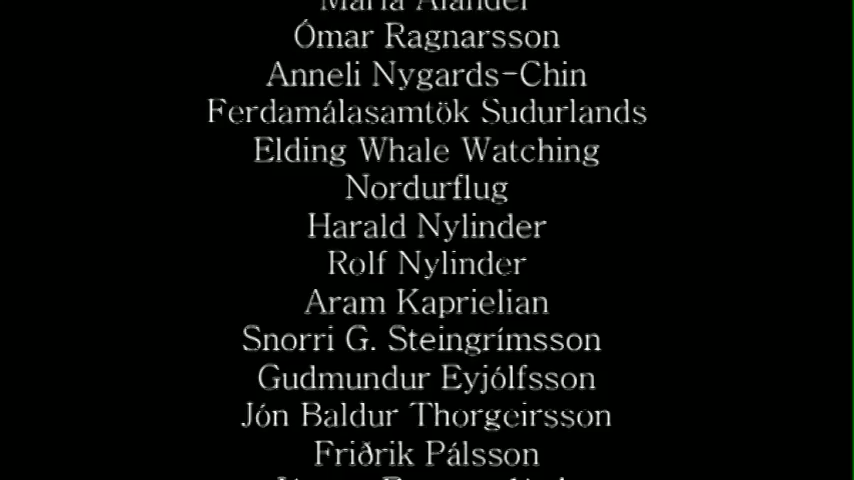 Ómar Ragnarsson
Anneli Nygards-Chin
Ferdamálasamtök Sudurlands
Elding Whale Watching
Nordurflug
Harald Nylinder
Rolf Nylinder
Aram Kaprielian
Snorri G. Steingrímsson
Gudmundur Eyjólfsson
Jón Baldur Thorgeirsson
Friðrik Pálsson